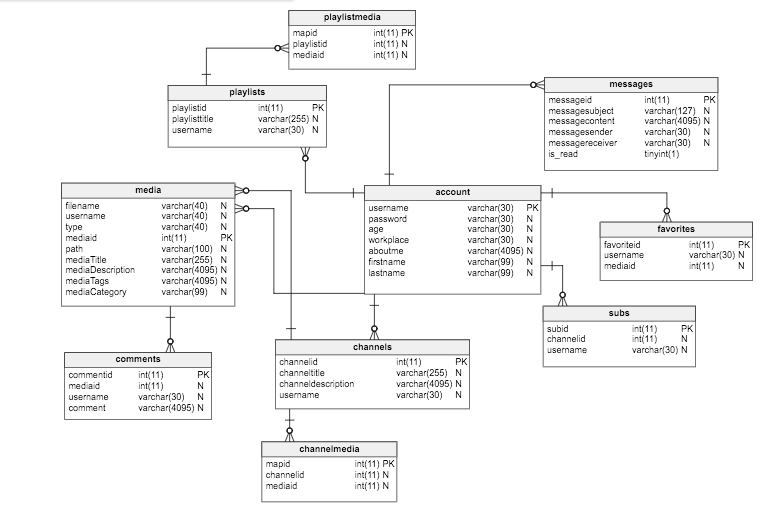 playlistmedia
mapid int(11) PK
playlistid int(11) N
mediaid int(11) N
playlists
playlistid int(11) PK
playlisttitle varchar(255) N
username varchar(30) N
messages
messageid int(11) PK
messagesubject varchar(127) N
messagecontent varchar(4095) N
messagesender varchar(30) N
messagereceiver varchar(30) N
is_read tinyint(1)
media
filename varchar(40) N
username varchar(40) N
type varchar(40) N
mediaid int(11) PK
path varchar(100) N
mediaTitle varchar(255) N
mediaDescription varchar(4095) N
mediaTags varchar(4095) N
mediaCategory varchar(99) N
account
username varchar(30) PK
password varchar(30) N
age varchar(30) N
workplace varchar(30) N
aboutme varchar(4095) N
firstname varchar(99) N
lastname varchar(99) N
favorites
favoriteid int(11) PK
username varchar(30) N
mediaid int(11) N
subs
subid int(11) PK
channelid int(11) N
username varchar(30) N
comments
commentid int(11) PK
mediaid int(11) N
username varchar(30) N
comment varchar(4095) N
channels
channelid int(11) PK
channeltitle varchar(255) N
channeldescription varchar(4095) N
username varchar(30) N
channelmedia
mapid int(11) PK
channelid int(11) N
mediaid int(11) N